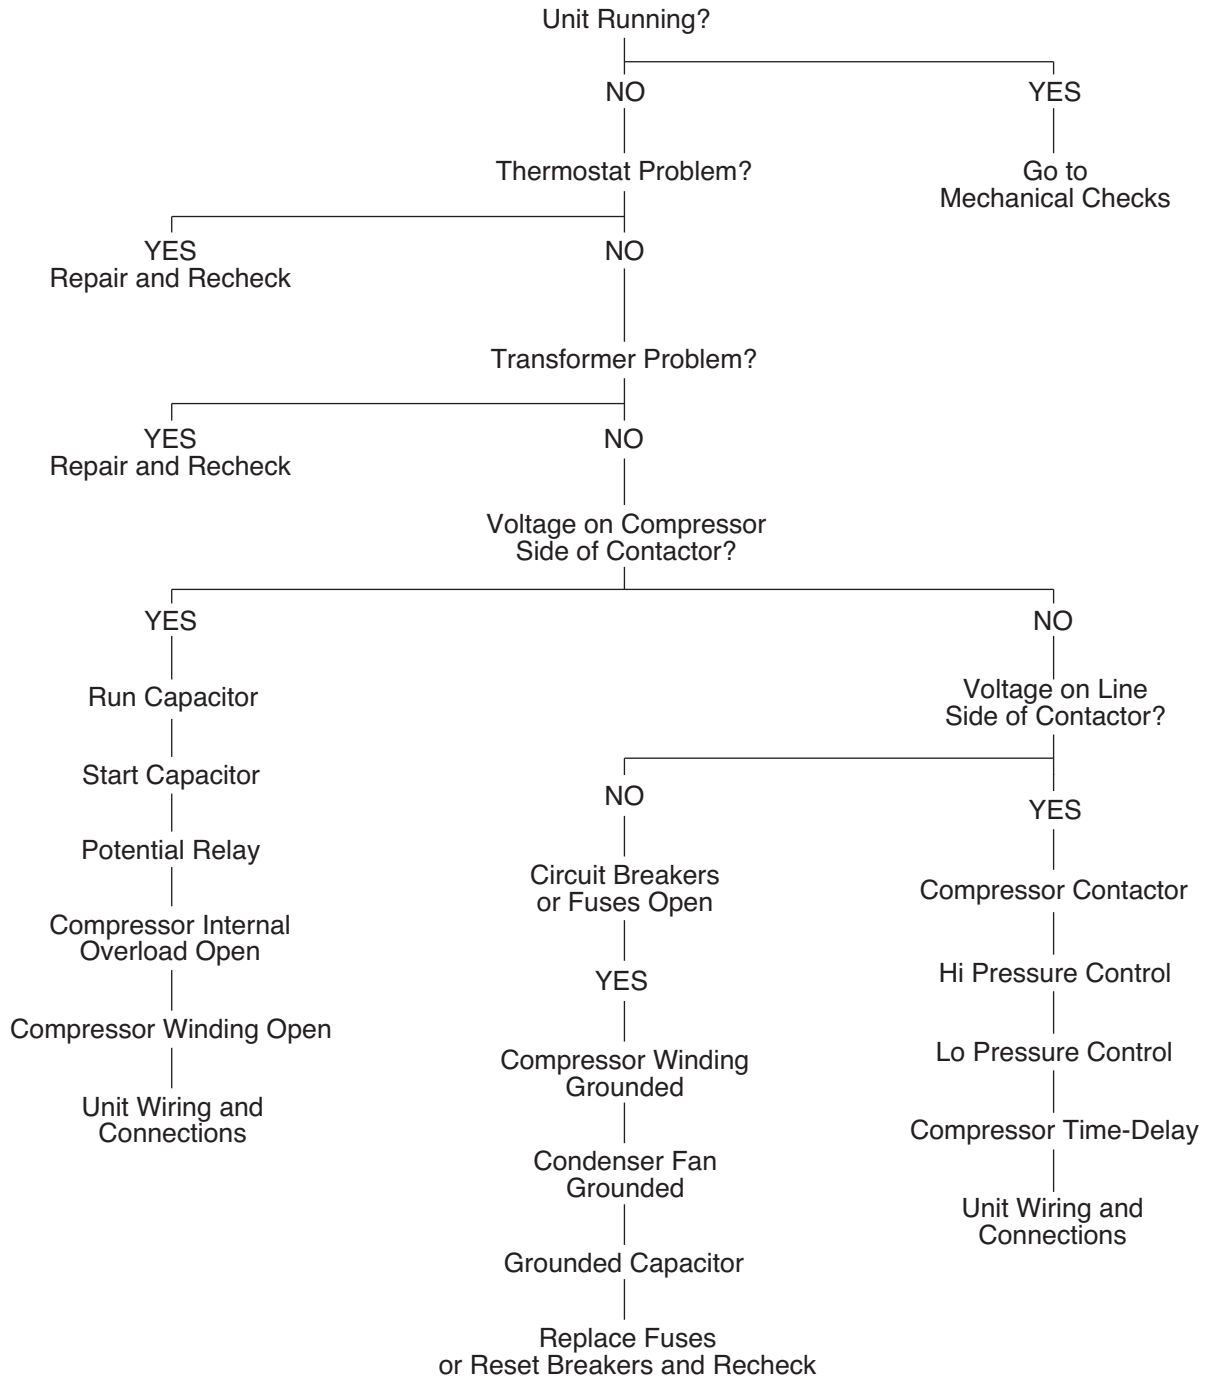 Unit Running?
NO
YES
Thermostat Problem?
Go to
Mechanical Checks
YES
Repair and Recheck
NO
Transformer Problem?
YES
Repair and Recheck
NO
Voltage on Compressor
Side of Contactor?
YES
Run Capacitor
Start Capacitor
Potential Relay
Compressor Internal
Overload Open
Compressor Winding Open
Unit Wiring and
Connections
NO
Voltage on Line
Side of Contactor?
NO
Circuit Breakers
or Fuses Open
YES
Compressor Winding
Grounded
Condenser Fan
Grounded
Grounded Capacitor
Replace Fuses
or Reset Breakers and Recheck
YES
Compressor Contactor
Hi Pressure Control
Lo Pressure Control
Compressor Time-Delay
Unit Wiring and
Connections